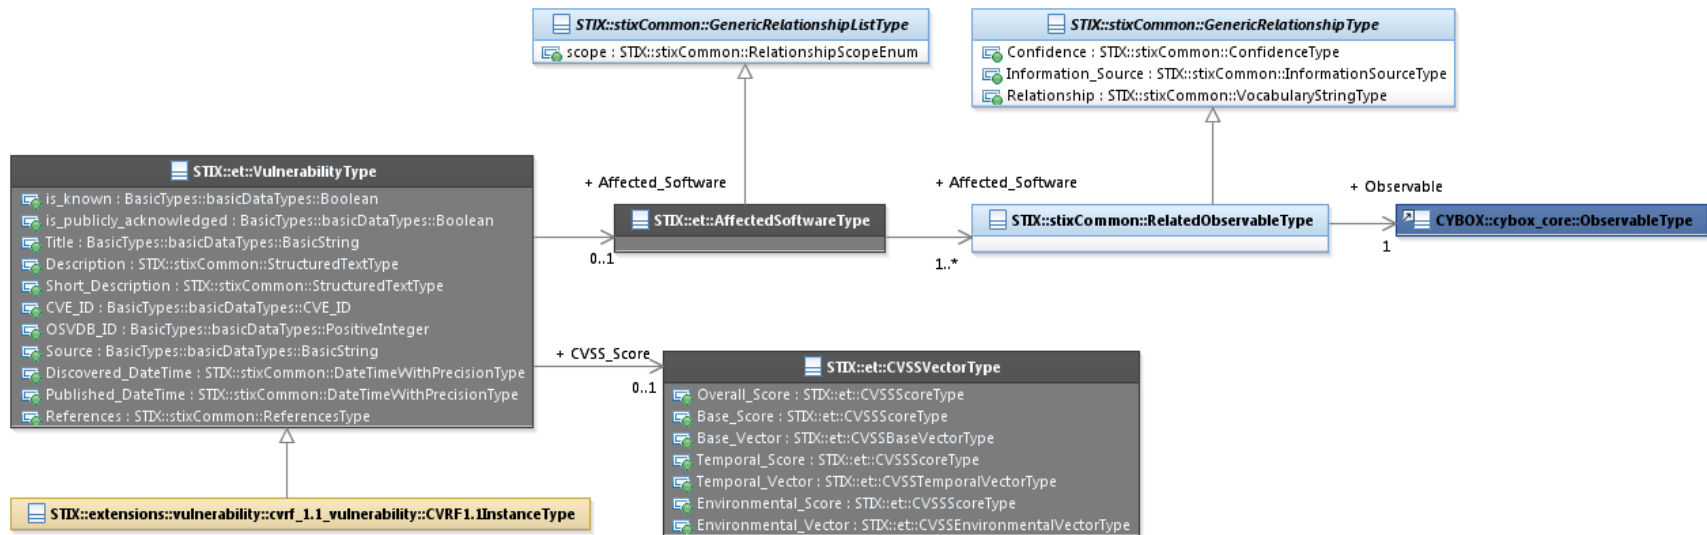 STIX::stixCommon::GenericRelationshipListType
scope : STIX::stixCommon::RelationshipScopeEnum
STIX::stixCommon::GenericRelationshipType
Confidence : STIX::stixCommon::ConfidenceType
Information_Source : STIX::stixCommon::InformationSourceType
Relationship : STIX::stixCommon::VocabularyStringType
STIX::et::VulnerabilityType
is_known : BasicTypes::basicDataTypes::Boolean
is_publicly_acknowledged : BasicTypes::basicDataTypes::Boolean
Title : BasicTypes::basicDataTypes::BasicString
Description : STIX::stixCommon::StructuredTextType
Short_Description : STIX::stixCommon::StructuredTextType
CVE_ID : BasicTypes::basicDataTypes::CVE_ID
OSVDB_ID : BasicTypes::basicDataTypes::PositiveInteger
Source : BasicTypes::basicDataTypes::BasicString
Discovered_DateTime : STIX::stixCommon::DateTimeWithPrecisionType
Published_DateTime : STIX::stixCommon::DateTimeWithPrecisionType
References : STIX::stixCommon::ReferencesType
+ Affected_Software
0..1
STIX::et::AffectedSoftwareType
+ Affected_Software
1..*
STIX::stixCommon::RelatedObservableType
+ Observable
1
CYBOX::cybox_core::ObservableType
+ CVSS_Score
0..1
STIX::et::CVSSVectorType
Overall_Score : STIX::et::CVSSScoreType
Base_Score : STIX::et::CVSSScoreType
Base_Vector : STIX::et::CVSSBaseVectorType
Temporal_Score : STIX::et::CVSSScoreType
Temporal_Vector : STIX::et::CVSSTemporalVectorType
Environmental_Score : STIX::et::CVSSScoreType
Environmental_Vector : STIX::et::CVSSEnvironmentalVectorType
STIX::extensions::vulnerability::cvrf_1.1_vulnerability::CVRF1.1InstanceType